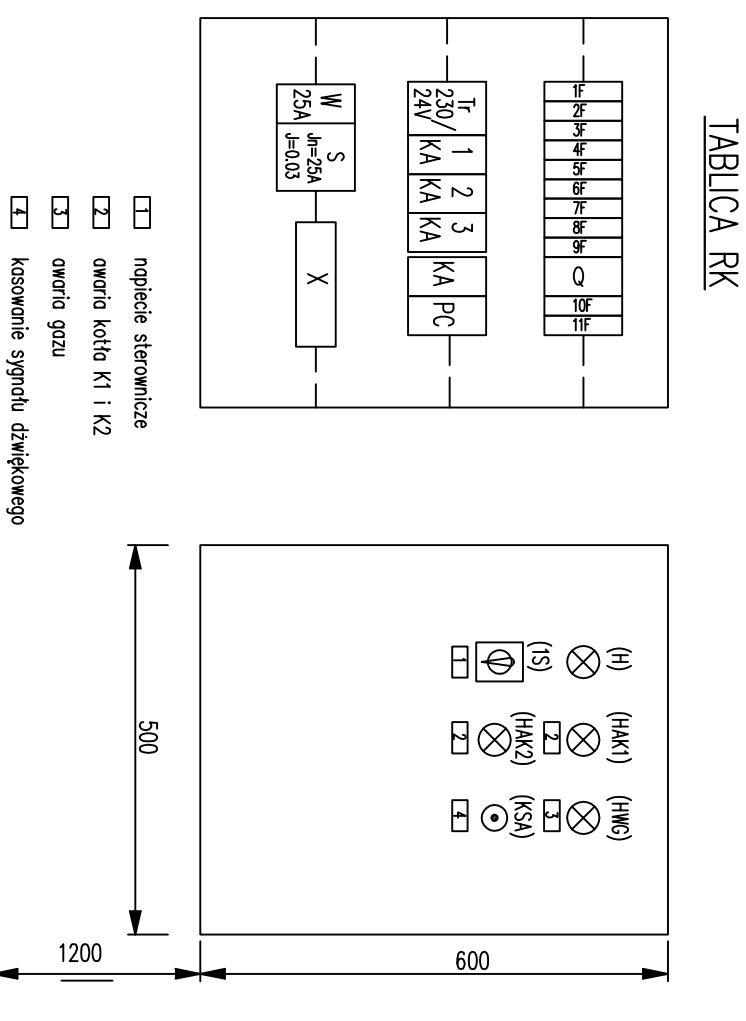 TABLICA RK
1F
2F
3F
4F
5F
6F
7F
8F
9F
Q
10F
11F
Tr
230/
24V
1
KA
2
KA
3
KA
KA
PC
W
25A
S
Jn=25A
J=0.03
X
(H)
(HAK1)
(HWG)
2
3
(1S)
(HAK2)
(KSA)
1
2
4
600
500
1200
1 napiecie sterownicze
2 awaria kotła K1 i K2
3 awaria gazu
4 kasowanie sygnału dźwiękowego